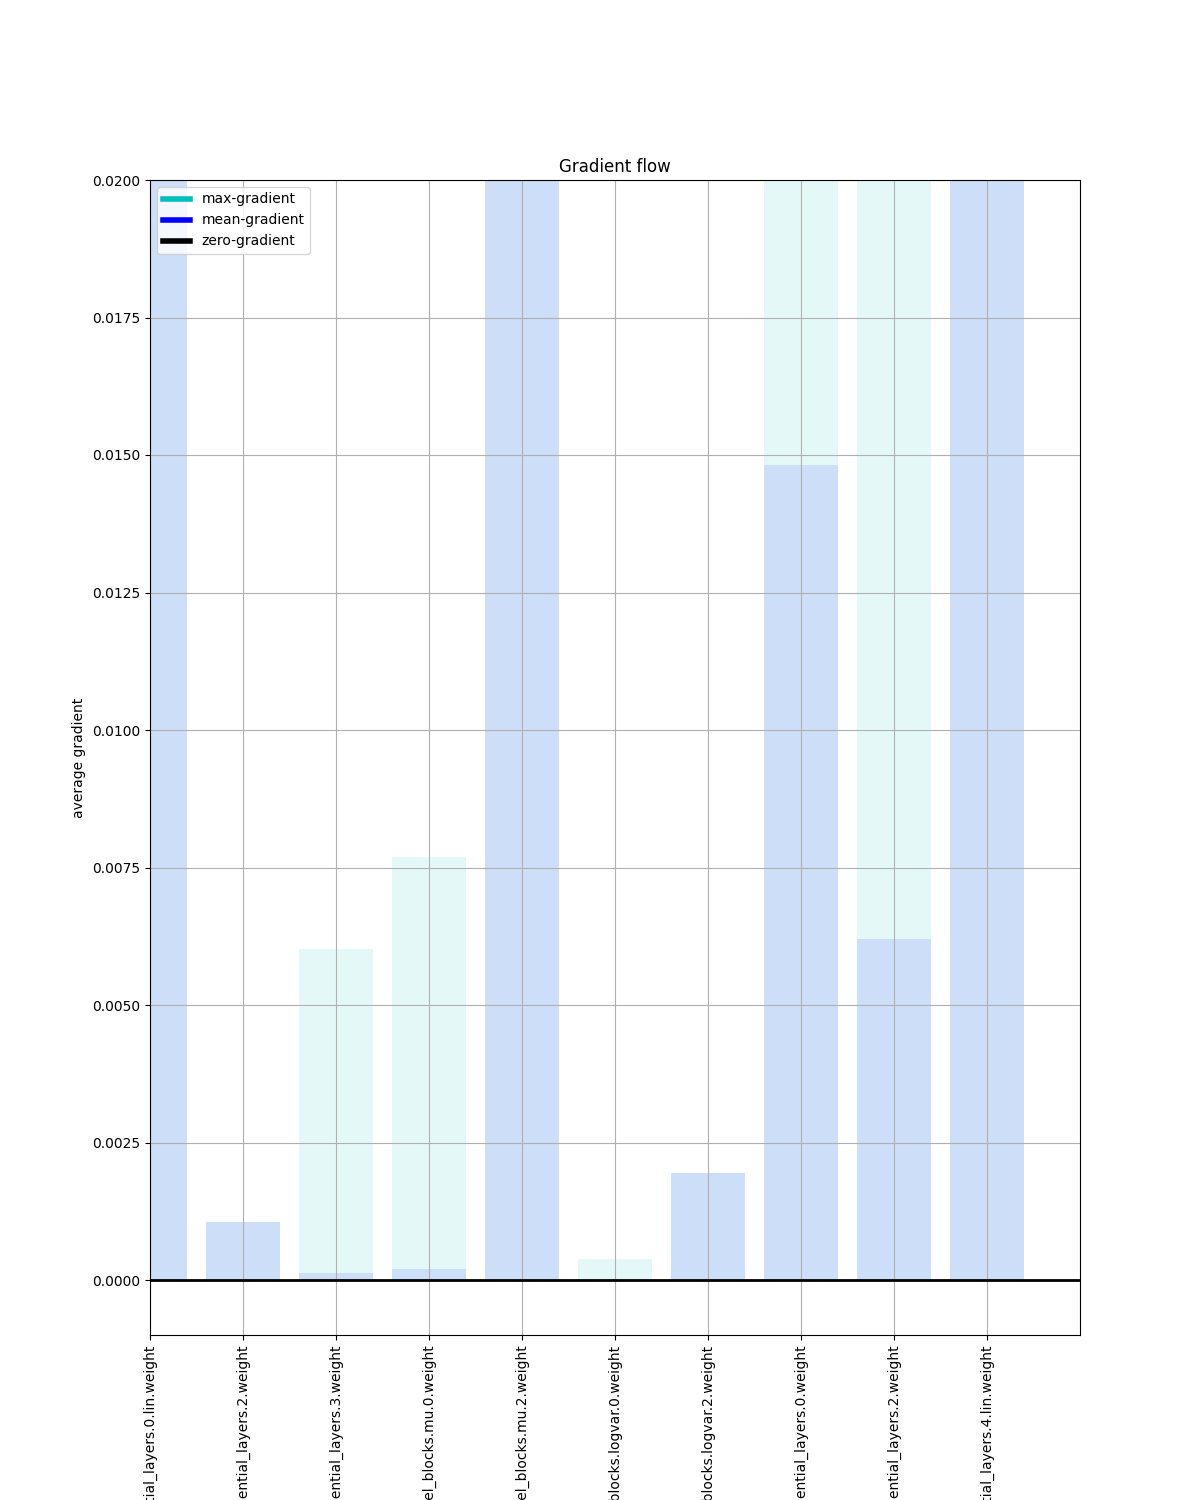 Gradient flow
max-gradient
mean-gradient
zero-gradient
average gradient
0.0200
0.0175
0.0150
0.0125
0.0100
0.0075
0.0050
0.0025
0.0000
tial_layers.0.lin.weight
ential_layers.2.weight
ential_layers.3.weight
el_blocks.mu.0.weight
el_blocks.mu.2.weight
blocks.logvar.0.weight
blocks.logvar.2.weight
ential_layers.0.weight
ential_layers.2.weight
tial_layers.4.lin.weight